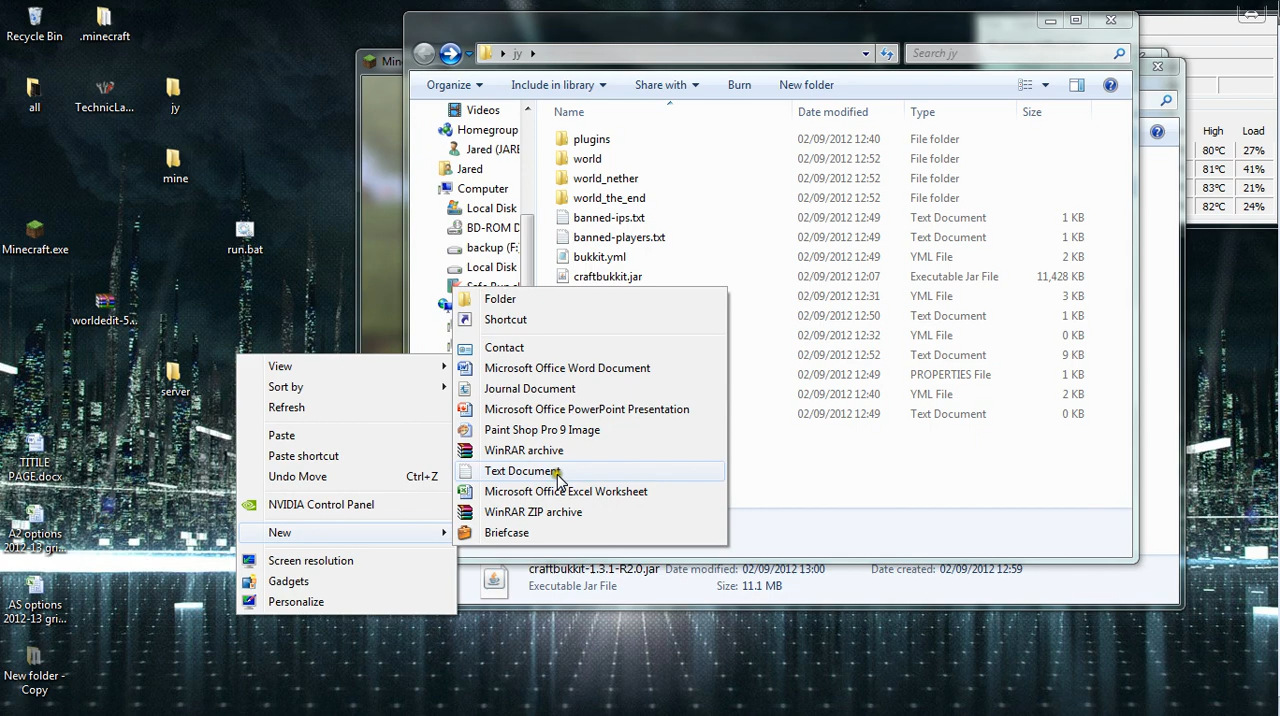 Recycle Bin
.minecraft
all
TechnicLa...
jy
mine
Minecraft.exe
run.bat
worldedit-5...
server
TITILE
PAGE.docx
A2 options
2012-13 gri...
AS options
2012-13 gri...
New folder -
Copy
Min
jy
Search jy
Organize
Include in library
Share with
Burn
New folder
Name
Date modified
Type
Size
Videos
Homegroup
Jared (JARE
Jared
Computer
Local Disk
BD-ROM D
backup (F:
Local Disk
plugins 02/09/2012 12:40 File folder
world 02/09/2012 12:52 File folder
world_nether 02/09/2012 12:52 File folder
world_the_end 02/09/2012 12:52 File folder
banned-ips.txt 02/09/2012 12:49 Text Document 1 KB
banned-players.txt 02/09/2012 12:49 Text Document 1 KB
bukkit.yml 02/09/2012 12:07 YML File 2 KB
craftbukkit.jar 02/09/2012 12:07 Executable Jar File 11,428 KB
02/09/2012 12:31 YML File 3 KB
02/09/2012 12:50 Text Document 1 KB
02/09/2012 12:32 YML File 2 KB
02/09/2012 12:52 Text Document 9 KB
02/09/2012 12:49 PROPERTIES File 1 KB
02/09/2012 12:40 YML File 2 KB
02/09/2012 12:49 Text Document 0 KB
High Load
80°C 27%
81°C 41%
83°C 21%
82°C 24%
View
Sort by
Refresh
Paste
Paste shortcut
Undo Move Ctrl+Z
NVIDIA Control Panel
New
Screen resolution
Gadgets
Personalize
Folder
Shortcut
Contact
Microsoft Office Word Document
Journal Document
Microsoft Office PowerPoint Presentation
Paint Shop Pro 9 Image
WinRAR archive
Text Document
Microsoft Office Excel Worksheet
WinRAR ZIP archive
Briefcase
craftbukkit-1.3.1-R2.0.jar Date modified: 02/09/2012 13:00 Date created: 02/09/2012 12:59
Executable Jar File Size: 11.1 MB